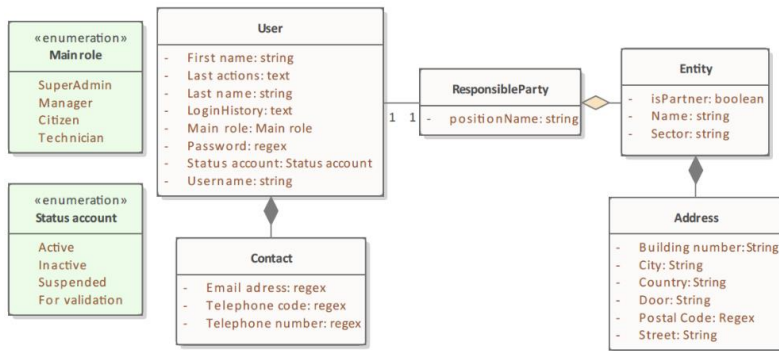 «enumeration»
Main role
SuperAdmin
Manager
Citizen
Technician
«enumeration»
Status account
Active
Inactive
Suspended
For validation
User
- First name: string
- Last actions: text
- Last name: string
- LoginHistory: text
- Main role: Main role
- Password: regex
- Status account: Status account
- Username: string
Contact
- Email adress: regex
- Telephone code: regex
- Telephone number: regex
1 1
ResponsibleParty
- positionName: string
Entity
- isPartner: boolean
- Name: string
- Sector: string
Address
- Building number:String
- City: String
- Country: String
- Door: String
- Postal Code: Regex
- Street: String